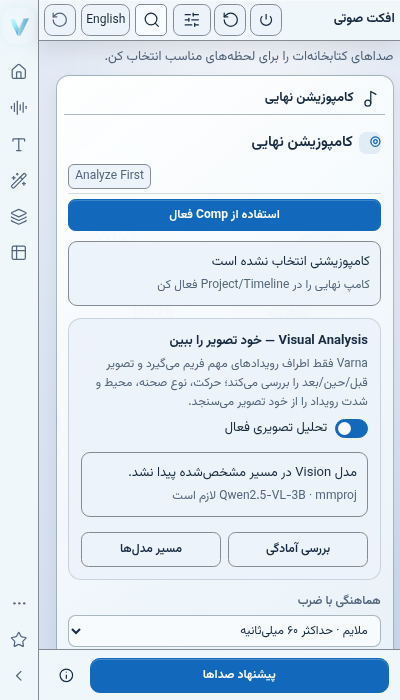 افکت صوتی
English
صداهای کتابخانه‌ات را برای لحظه‌های مناسب انتخاب کن.
کامپوزیشن نهایی
کامپوزیشن نهایی
Analyze First
استفاده از Comp فعال
کامپوزیشنی انتخاب نشده است
کامپ نهایی را در Project/Timeline فعال کن
Visual Analysis — خود تصویر را ببین
Varna فقط اطراف رویدادهای مهم فریم می‌گیرد و تصویر
قبل/حین/بعد را بررسی می‌کند؛ حرکت، نوع صحنه، محیط و
شدت رویداد را از خود تصویر می‌سنجد.
تحلیل تصویری فعال
مدل Vision در مسیر مشخص‌شده پیدا نشد.
Qwen2.5-VL-3B · mmproj لازم است
بررسی آمادگی
مسیر مدل‌ها
هماهنگی با ضرب
ملایم · حداکثر ۶۰ میلی‌ثانیه
پیشنهاد صداها